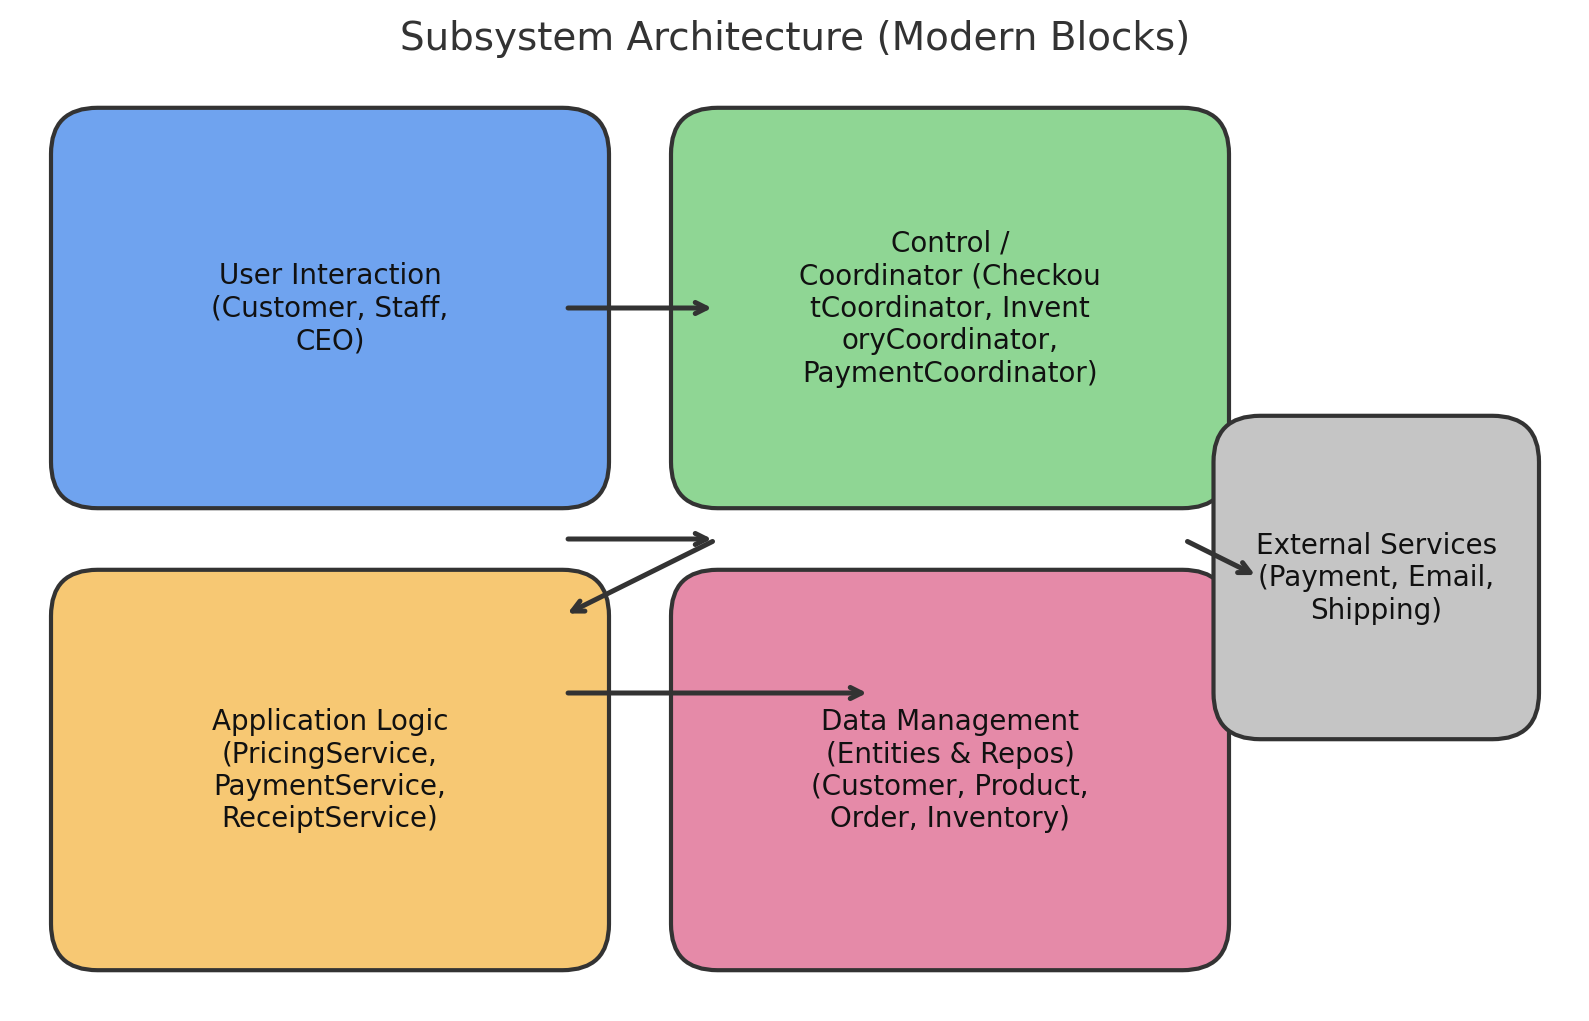 Subsystem Architecture (Modern Blocks)
User Interaction
(Customer, Staff,
CEO)
Control /
Coordinator (Checkou
tCoordinator, Invent
oryCoordinator,
PaymentCoordinator)
External Services
(Payment, Email,
Shipping)
Application Logic
(PricingService,
PaymentService,
ReceiptService)
Data Management
(Entities & Repos)
(Customer, Product,
Order, Inventory)